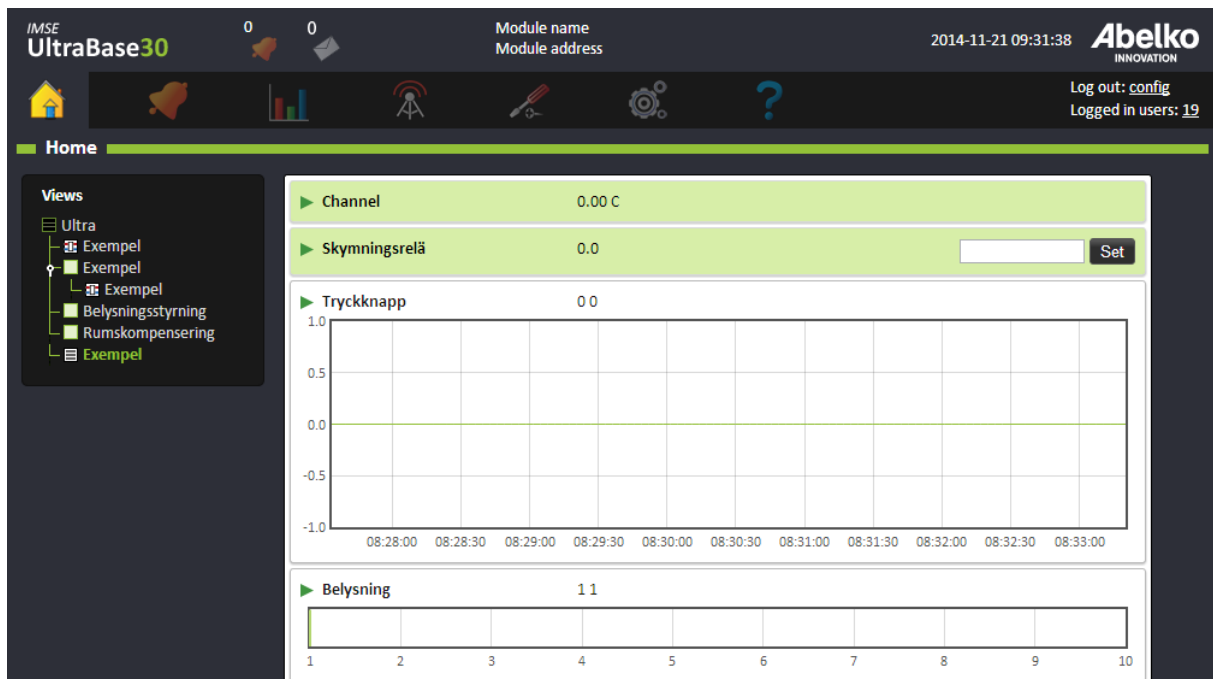 IMSE
UltraBase30
0
0
Module name
Module address
2014-11-21 09:31:38
Abelko
INNOVATION
?
Log out: config
Logged in users: 19
Home
Views
Ultra
Exempel
Exempel
Exempel
Belysningsstyrning
Rumskompensering
Exempel
Channel 0.00 C
Skymningsrelä 0.0 Set
Tryckknapp 0 0
1.0
0.5
0.0
-0.5
-1.0
08:28:00 08:28:30 08:29:00 08:29:30 08:30:00 08:30:30 08:31:00 08:31:30 08:32:00 08:32:30 08:33:00
Belysning 1 1
1 2 3 4 5 6 7 8 9 10